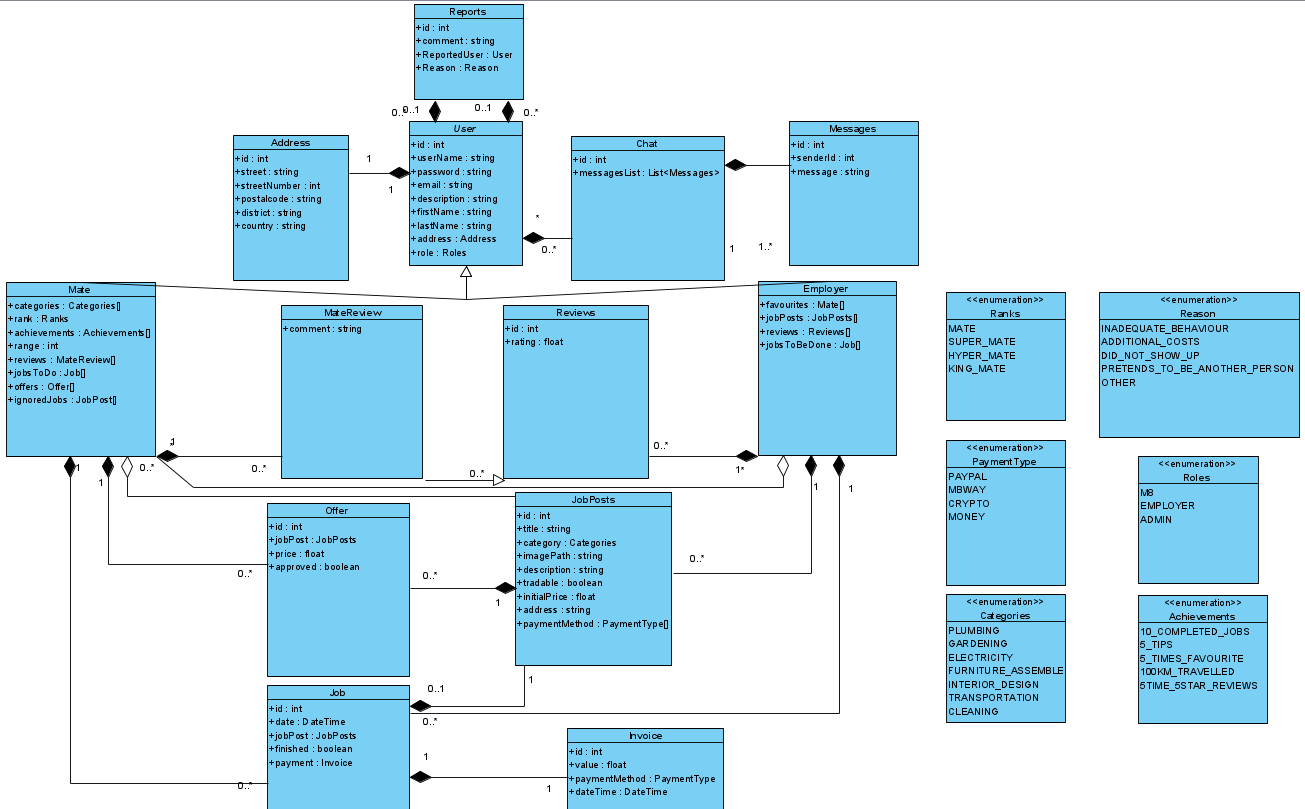 Reports
+id : int
+comment : string
+ReportedUser : User
+Reason : Reason
0..*
0..1
0..1
0..*
User
+id : int
+userName : string
+password : string
+email : string
+description : string
+firstName : string
+lastName : string
+address : Address
+role : Roles
Address
+id : int
+street : string
+streetNumber : int
+postalcode : string
+district : string
+country : string
1
1
Chat
+id : int
+messagesList : List<Messages>
*
0..*
Messages
+id : int
+senderId : int
+message : string
1
1..*
Mate
+categories : Categories[]
+rank : Ranks
+achievements : Achievements[]
+range : int
+reviews : MateReview[]
+jobsToDo : Job[]
+offers : Offer[]
+ignoredJobs : JobPost[]
MateReview
+comment : string
Reviews
+id : int
+rating : float
Employer
+favourites : Mate[]
+jobPosts : JobPosts[]
+reviews : Reviews[]
+jobsToBeDone : Job[]
<<enumeration>>
Ranks
MATE
SUPER_MATE
HYPER_MATE
KING_MATE
<<enumeration>>
Reason
INADEQUATE_BEHAVIOUR
ADDITIONAL_COSTS
DID_NOT_SHOW_UP
PRETENDS_TO_BE_ANOTHER_PERSON
OTHER
1
0..*
0..*
1
1
0..*
0..*
1*
1
1
<<enumeration>>
PaymentType
PAYPAL
MBWAY
CRYPTO
MONEY
<<enumeration>>
Roles
M8
EMPLOYER
ADMIN
Offer
+id : int
+jobPost : JobPosts
+price : float
+approved : boolean
0..*
0..*
1
JobPosts
+id : int
+title : string
+category : Categories
+imagePath : string
+description : string
+tradable : boolean
+initialPrice : float
+address : string
+paymentMethod : PaymentType[]
0..*
1
<<enumeration>>
Categories
PLUMBING
GARDENING
ELECTRICITY
FURNITURE_ASSEMBLE
INTERIOR_DESIGN
TRANSPORTATION
CLEANING
<<enumeration>>
Achievements
10_COMPLETED_JOBS
5_TIPS
5_TIMES_FAVOURITE
100KM_TRAVELLED
5TIME_5STAR_REVIEWS
Job
+id : int
+date : DateTime
+jobPost : JobPosts
+finished : boolean
+payment : Invoice
0..1
0..*
0..*
1
1
Invoice
+id : int
+value : float
+paymentMethod : PaymentType
+dateTime : DateTime